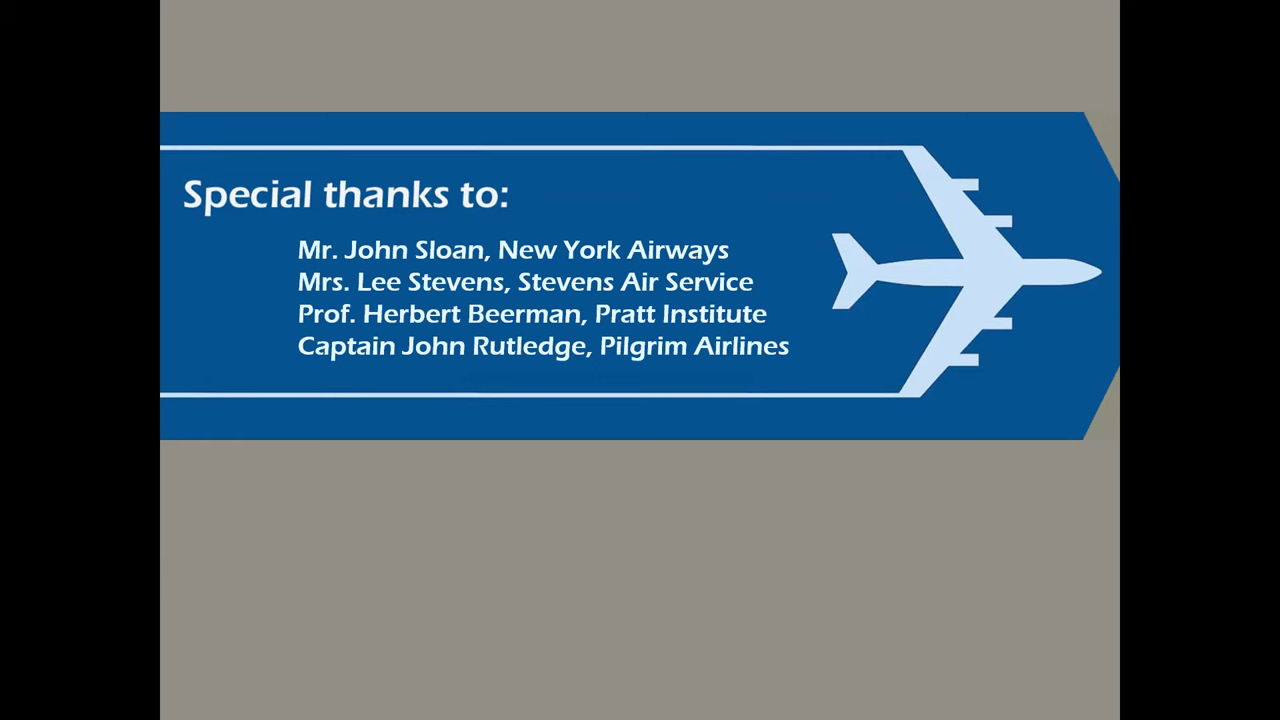 Special thanks to:
Mr. John Sloan, New York Airways
Mrs. Lee Stevens, Stevens Air Service
Prof. Herbert Beerman, Pratt Institute
Captain John Rutledge, Pilgrim Airlines